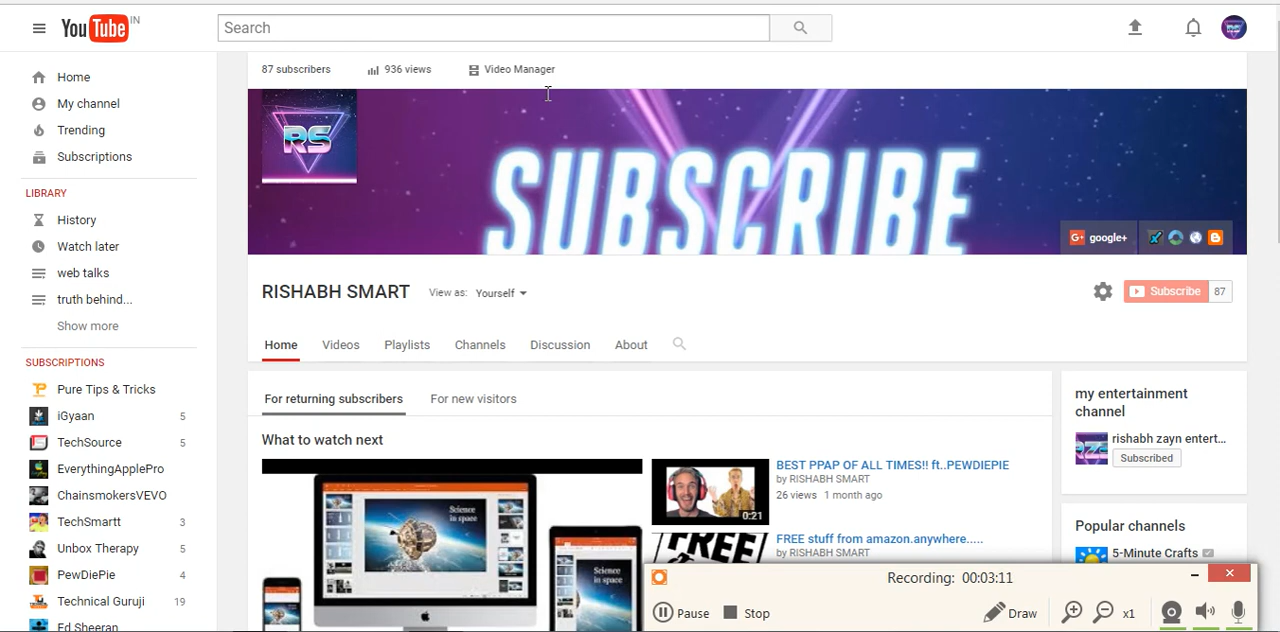 YouTube IN
Search
Home
My channel
Trending
Subscriptions
LIBRARY
History
Watch later
web talks
truth behind...
Show more
SUBSCRIPTIONS
Pure Tips & Tricks
iGyaan 5
TechSource 5
EverythingApplePro
ChainsmokersVEVO
TechSmartt 3
Unbox Therapy 5
PewDiePie 4
Technical Guruji 19
Ed Sheeran
87 subscribers 936 views Video Manager
RS
SUBSCRIBE
G+ google+
RISHABH SMART View as: Yourself
Subscribe 87
Home Videos Playlists Channels Discussion About
For returning subscribers For new visitors
What to watch next
Science in space
Science in space
BEST PPAP OF ALL TIMES!! ft..PEWDIEPIE
by RISHABH SMART
26 views 1 month ago
0:21
FREE
FREE stuff from amazon.anywhere.....
by RISHABH SMART
my entertainment
channel
rishabh zayn entert...
Subscribed
Popular channels
5-Minute Crafts
Recording: 00:03:11
Pause Stop Draw x1